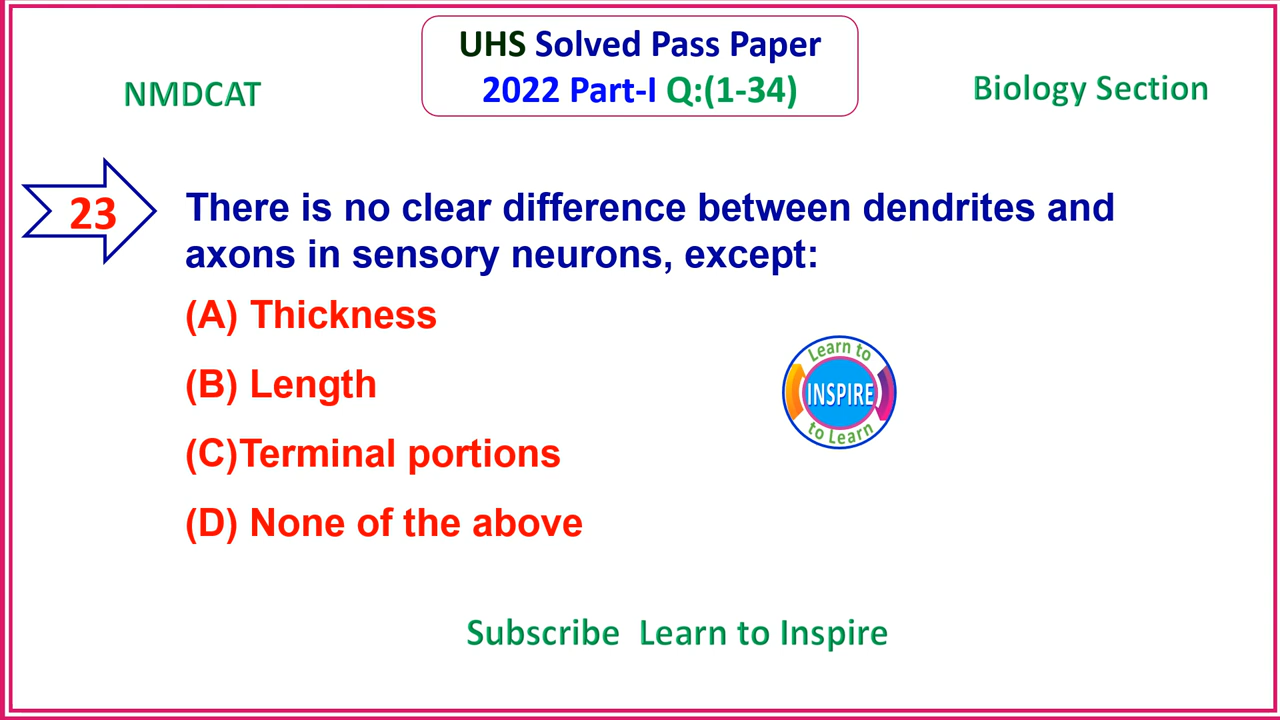 UHS Solved Pass Paper
2022 Part-I Q:(1-34)
NMDCAT
Biology Section
23
There is no clear difference between dendrites and
axons in sensory neurons, except:
(A) Thickness
(B) Length
(C)Terminal portions
(D) None of the above
Learn to
INSPIRE
to Learn
Subscribe Learn to Inspire